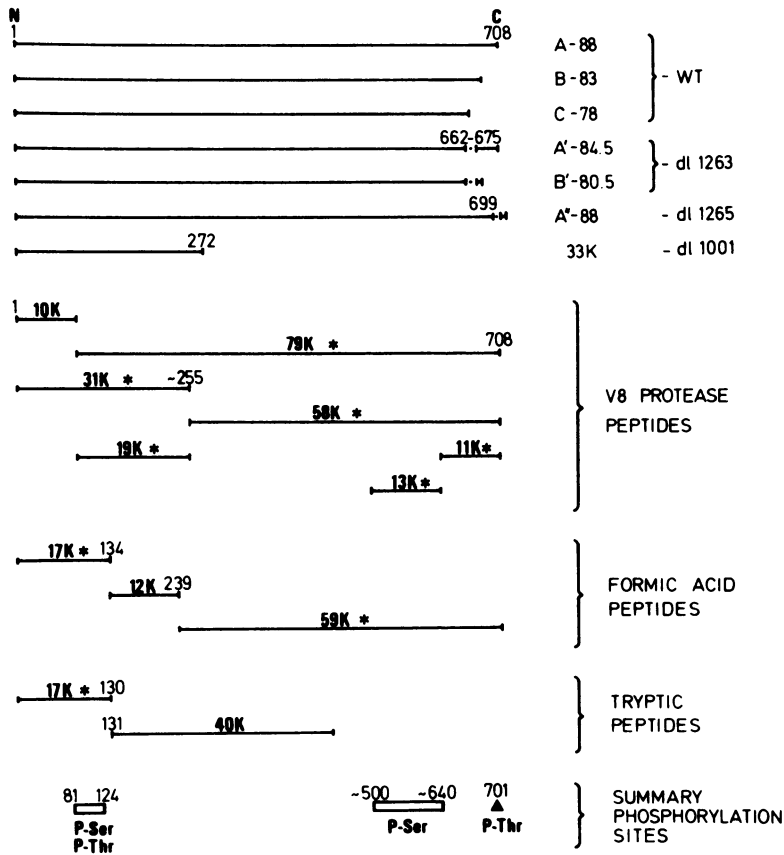 N C
1 708
A-88
B-83
- WT
C-78
662-675
A'-84.5
- dl 1263
B'-80.5
699
A"-88 - dl 1265
272
33K - dl 1001
1
10K
79K * 708
31K * ~255
58K *
V8 PROTEASE
PEPTIDES
19K * 11K*
13K *
17K * 134
12K 239
59K *
FORMIC ACID
PEPTIDES
17K * 130
131 40K
TRYPTIC
PEPTIDES
81 124 ~500 ~640 701
P-Ser P-Ser P-Thr
P-Thr
SUMMARY
PHOSPHORYLATION
SITES